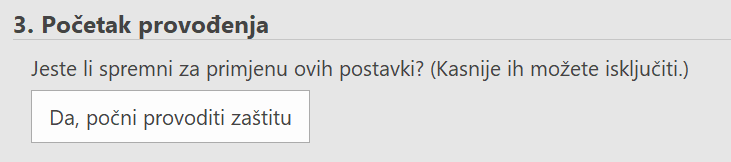 3. Početak provođenja
Jeste li spremni za primjenu ovih postavki? (Kasnije ih možete isključiti.)
Da, počni provoditi zaštitu